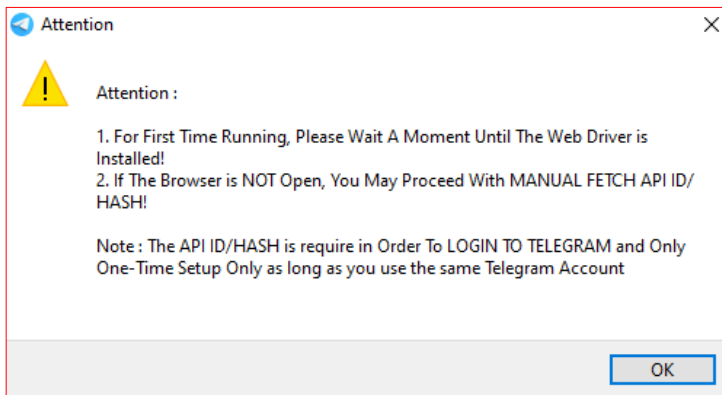 Attention
Attention :
1. For First Time Running, Please Wait A Moment Until The Web Driver is
Installed!
2. If The Browser is NOT Open, You May Proceed With MANUAL FETCH API ID/
HASH!
Note : The API ID/HASH is require in Order To LOGIN TO TELEGRAM and Only
One-Time Setup Only as long as you use the same Telegram Account
OK